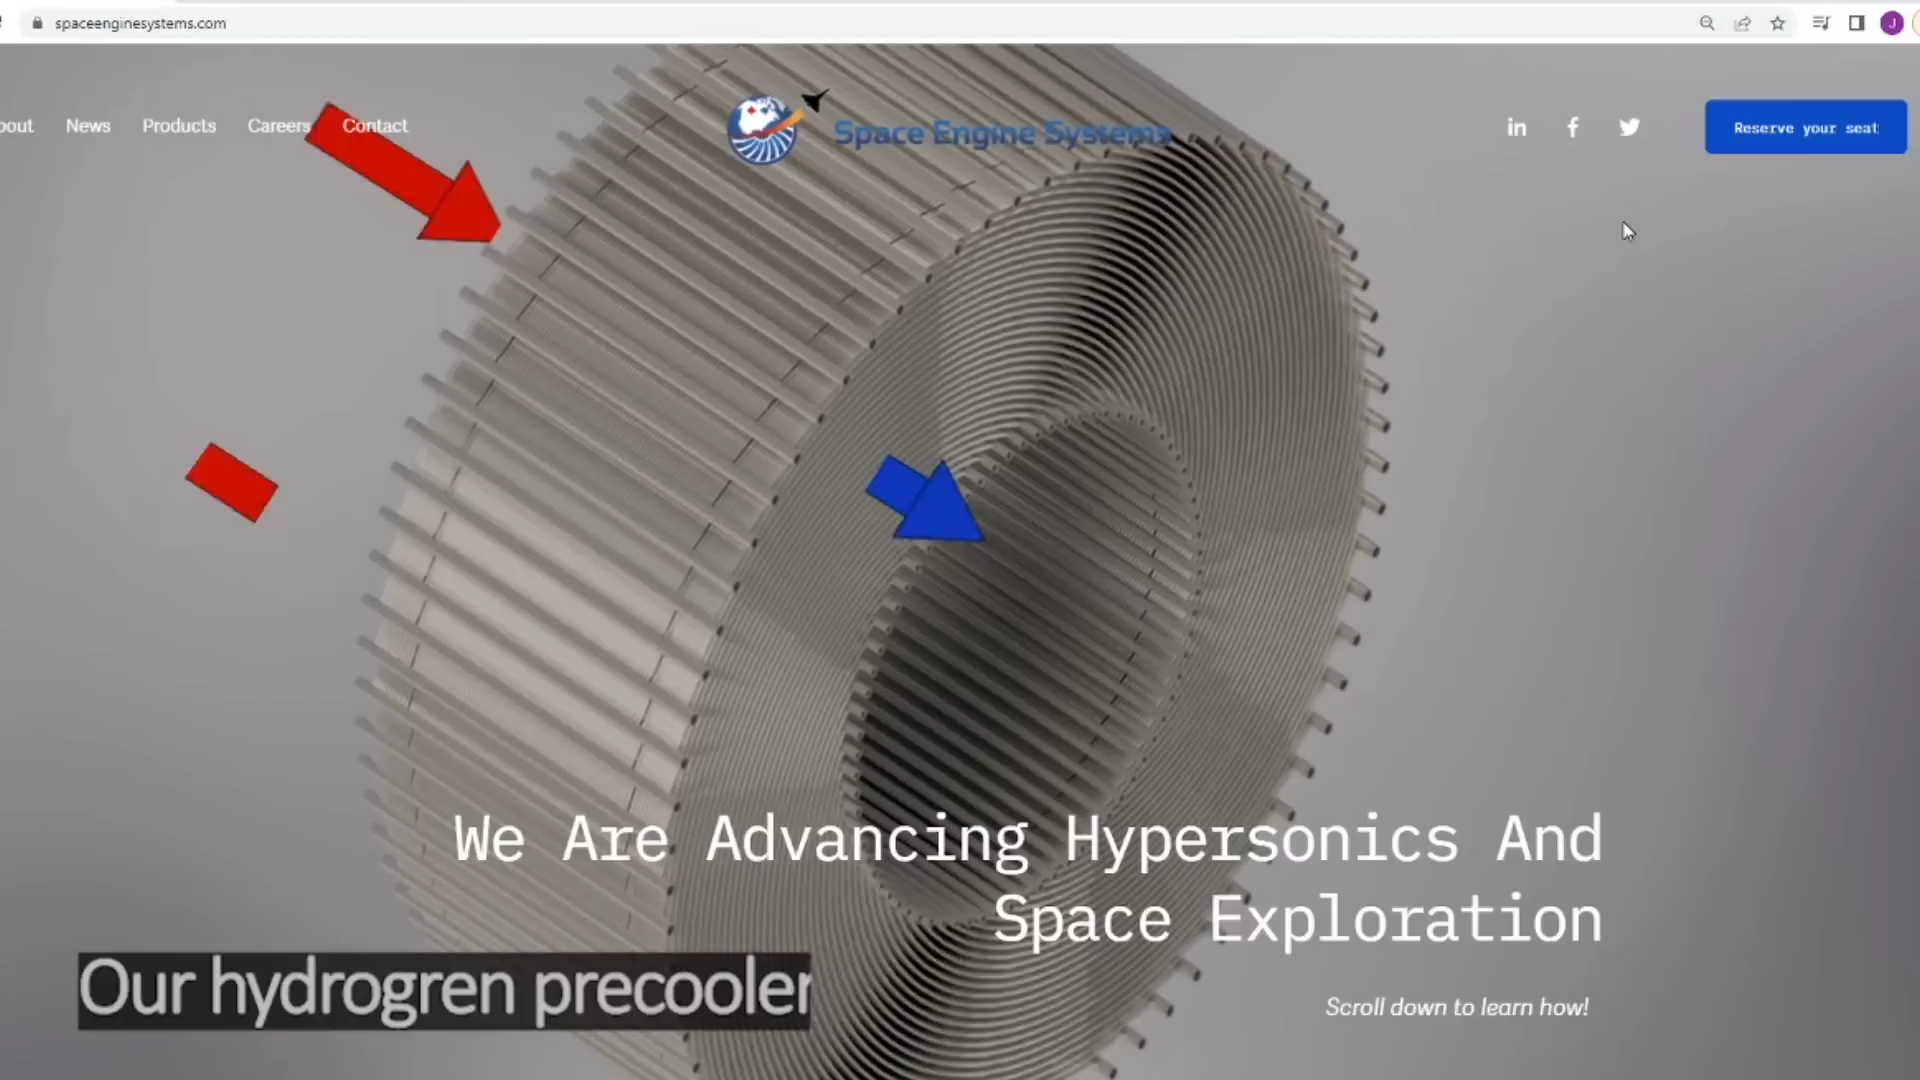 spaceenginesystems.com
bout News Products Careers Contact
Space Engine Systems
Reserve your seat
We Are Advancing Hypersonics And
Space Exploration
Our hydrogren precooler
Scroll down to learn how!
J